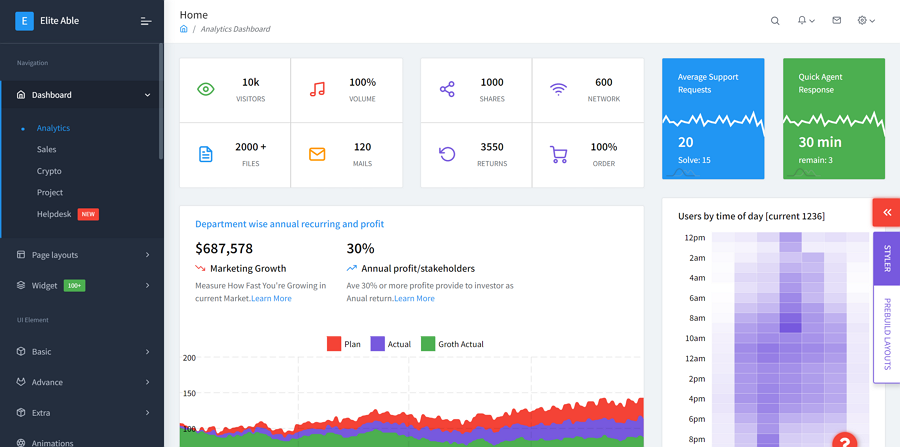 E Elite Able
Navigation
Dashboard
Analytics
Sales
Crypto
Project
Helpdesk NEW
Page layouts
Widget 100+
UI Element
Basic
Advance
Extra
Animations
Home
/ Analytics Dashboard
10k
VISITORS
100%
VOLUME
2000 +
FILES
120
MAILS
1000
SHARES
600
NETWORK
3550
RETURNS
100%
ORDER
Average Support
Requests
20
Solve: 15
Quick Agent
Response
30 min
remain: 3
Department wise annual recurring and profit
$687,578
Marketing Growth
Measure How Fast You're Growing in
current Market.Learn More
30%
Annual profit/stakeholders
Ave 30% or more profite provide to investor as
Anual return.Learn More
Plan Actual Groth Actual
200
150
100
Users by time of day [current 1236]
12pm
2am
4am
6am
8am
10am
12am
2pm
4pm
6pm
8pm
STYLER
PREBUILD LAYOUTS
?